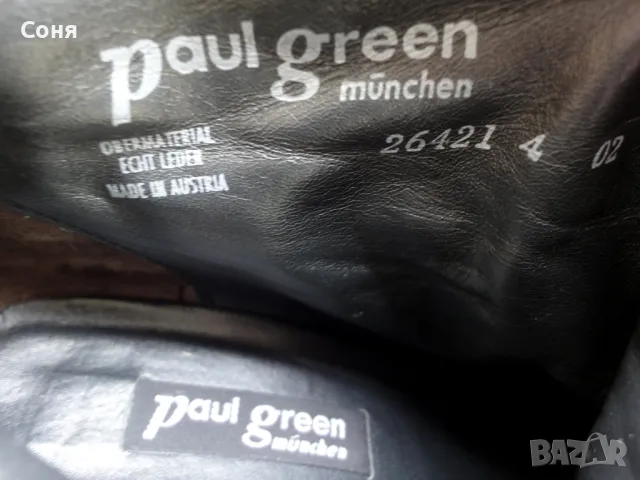 Соня
paul green
münchen
OBERMATERIAL
ECHT LEDER
MADE IN AUSTRIA
26421 4 02
paul green
münchen
BAZAR